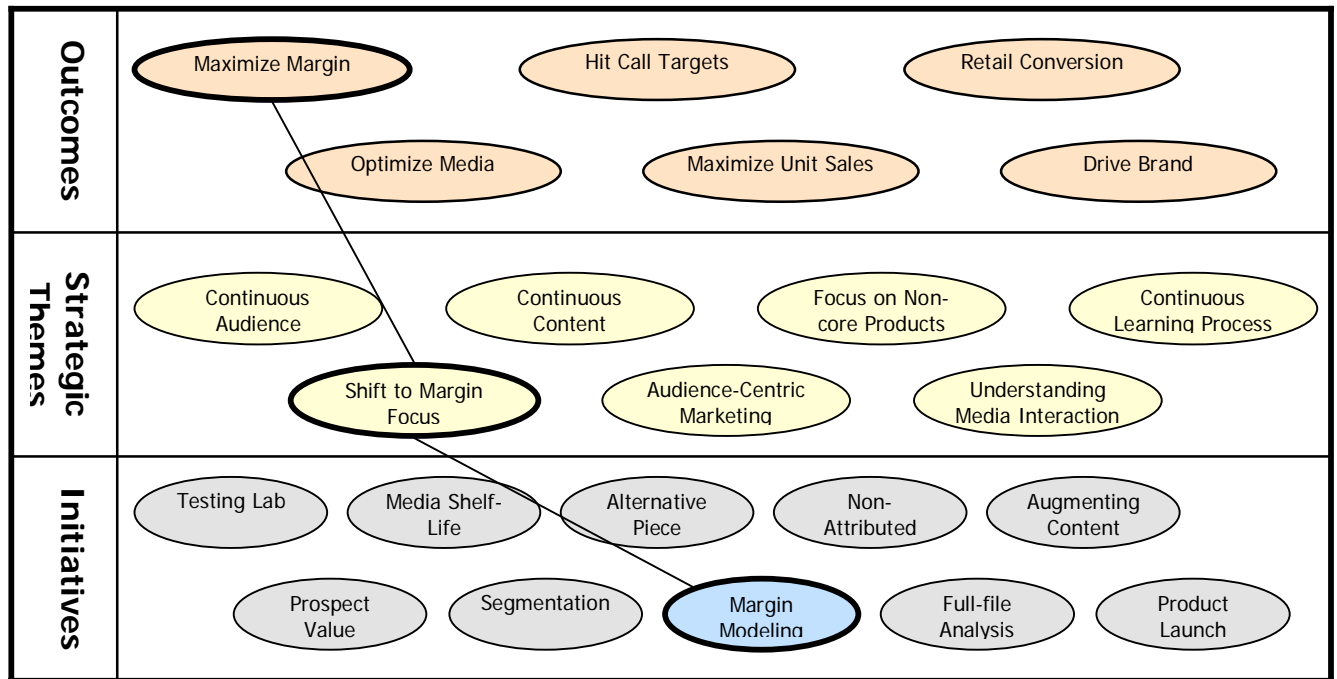 Outcomes
Maximize Margin
Hit Call Targets
Retail Conversion
Optimize Media
Maximize Unit Sales
Drive Brand
Strategic
Themes
Continuous
Audience
Continuous
Content
Focus on Non-
core Products
Continuous
Learning Process
Shift to Margin
Focus
Audience-Centric
Marketing
Understanding
Media Interaction
Initiatives
Testing Lab
Media Shelf-
Life
Alternative
Piece
Non-
Attributed
Augmenting
Content
Prospect
Value
Segmentation
Margin
Modeling
Full-file
Analysis
Product
Launch